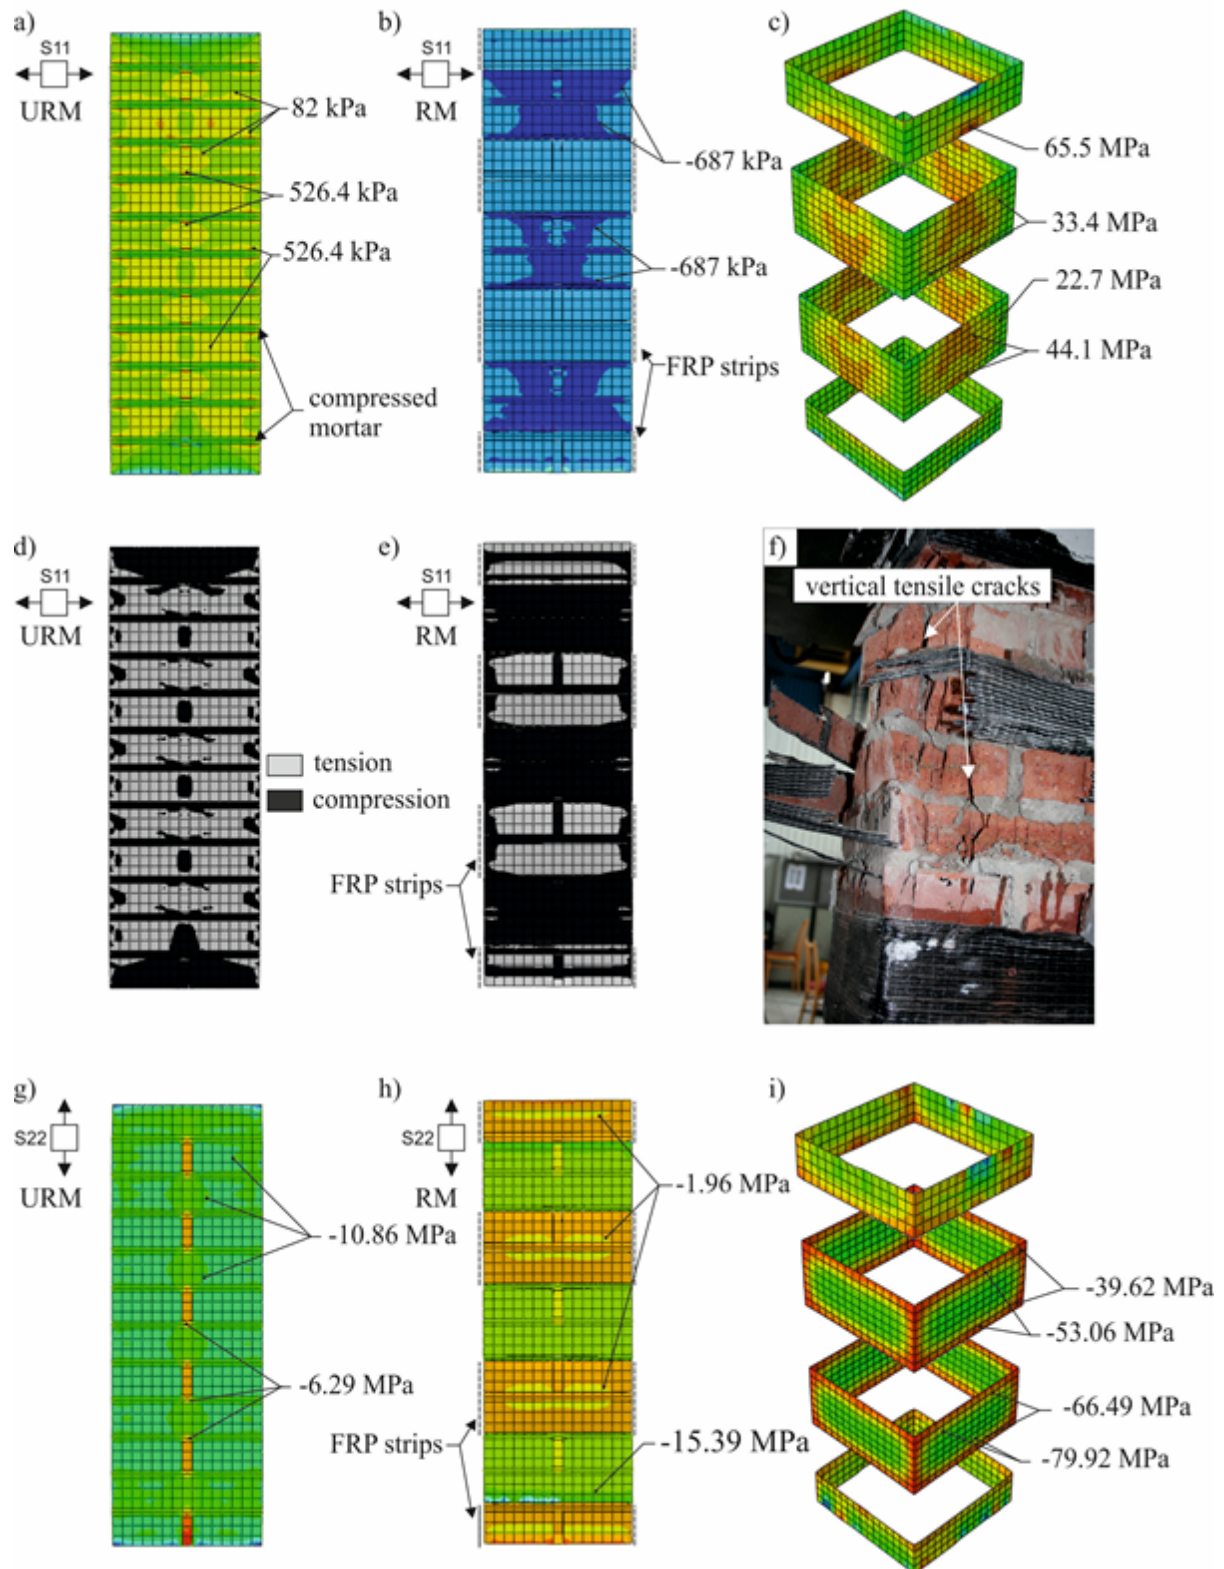 a)
S11
URM
82 kPa
526.4 kPa
526.4 kPa
compressed
mortar
b)
S11
RM
-687 kPa
-687 kPa
FRP strips
c)
65.5 MPa
33.4 MPa
22.7 MPa
44.1 MPa
d)
S11
URM
tension
compression
e)
S11
RM
FRP strips
f)
vertical tensile cracks
g)
S22
URM
-10.86 MPa
-6.29 MPa
h)
S22
RM
-1.96 MPa
-15.39 MPa
FRP strips
i)
-39.62 MPa
-53.06 MPa
-66.49 MPa
-79.92 MPa